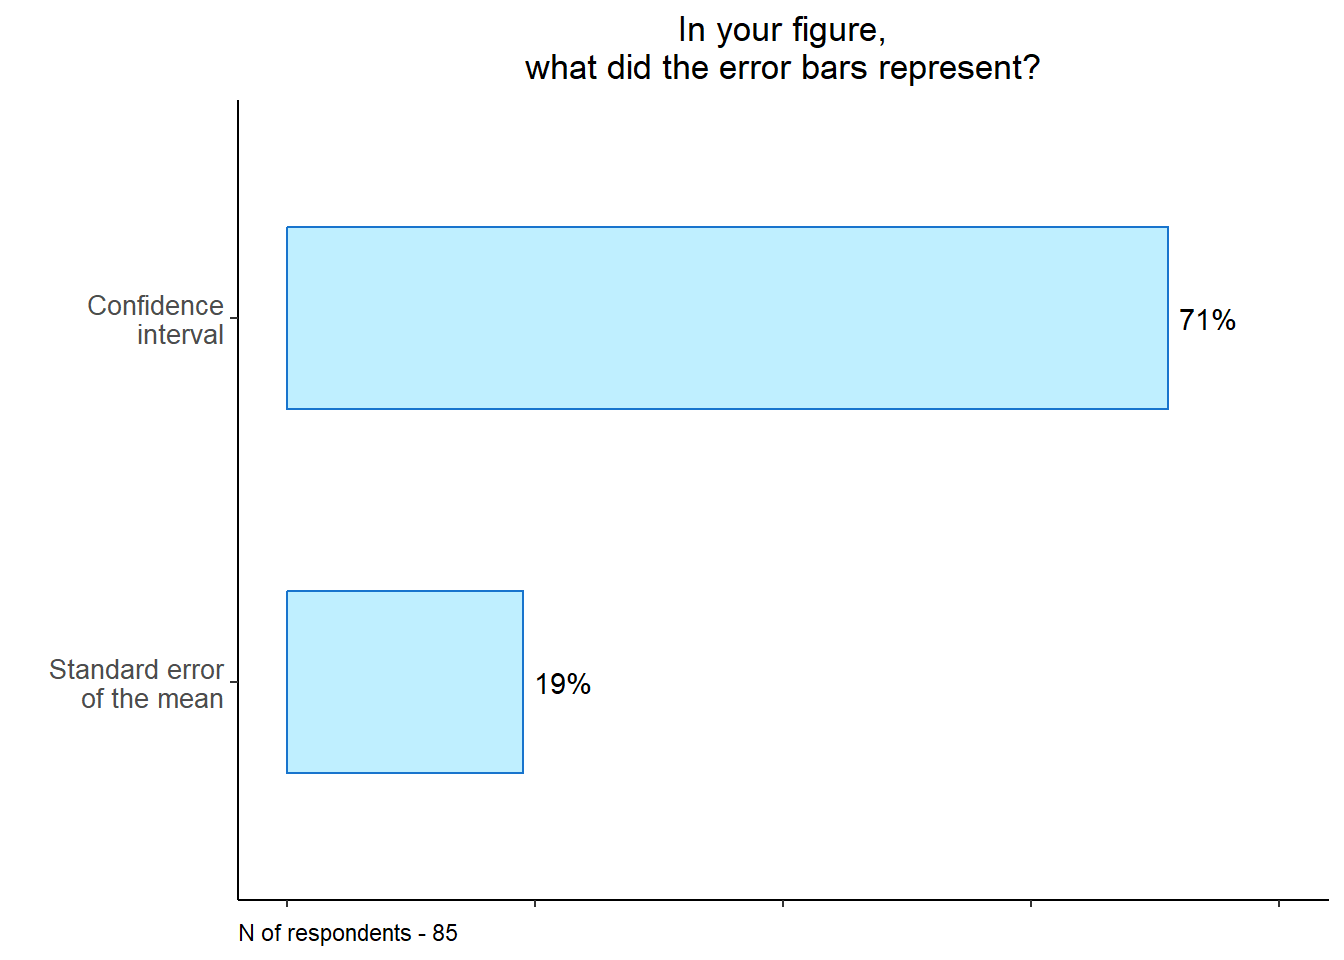 In your figure,
what did the error bars represent?
Confidence
interval
71%
Standard error
of the mean
19%
N of respondents - 85